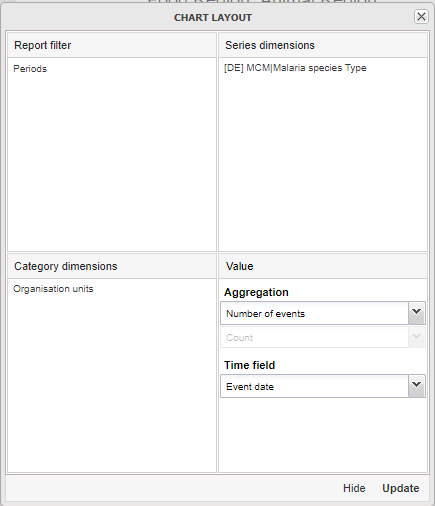 CHART LAYOUT
Report filter
Series dimensions
Periods
[DE] MCM|Malaria species Type
Category dimensions
Value
Organisation units
Aggregation
Number of events
Count
Time field
Event date
Hide
Update